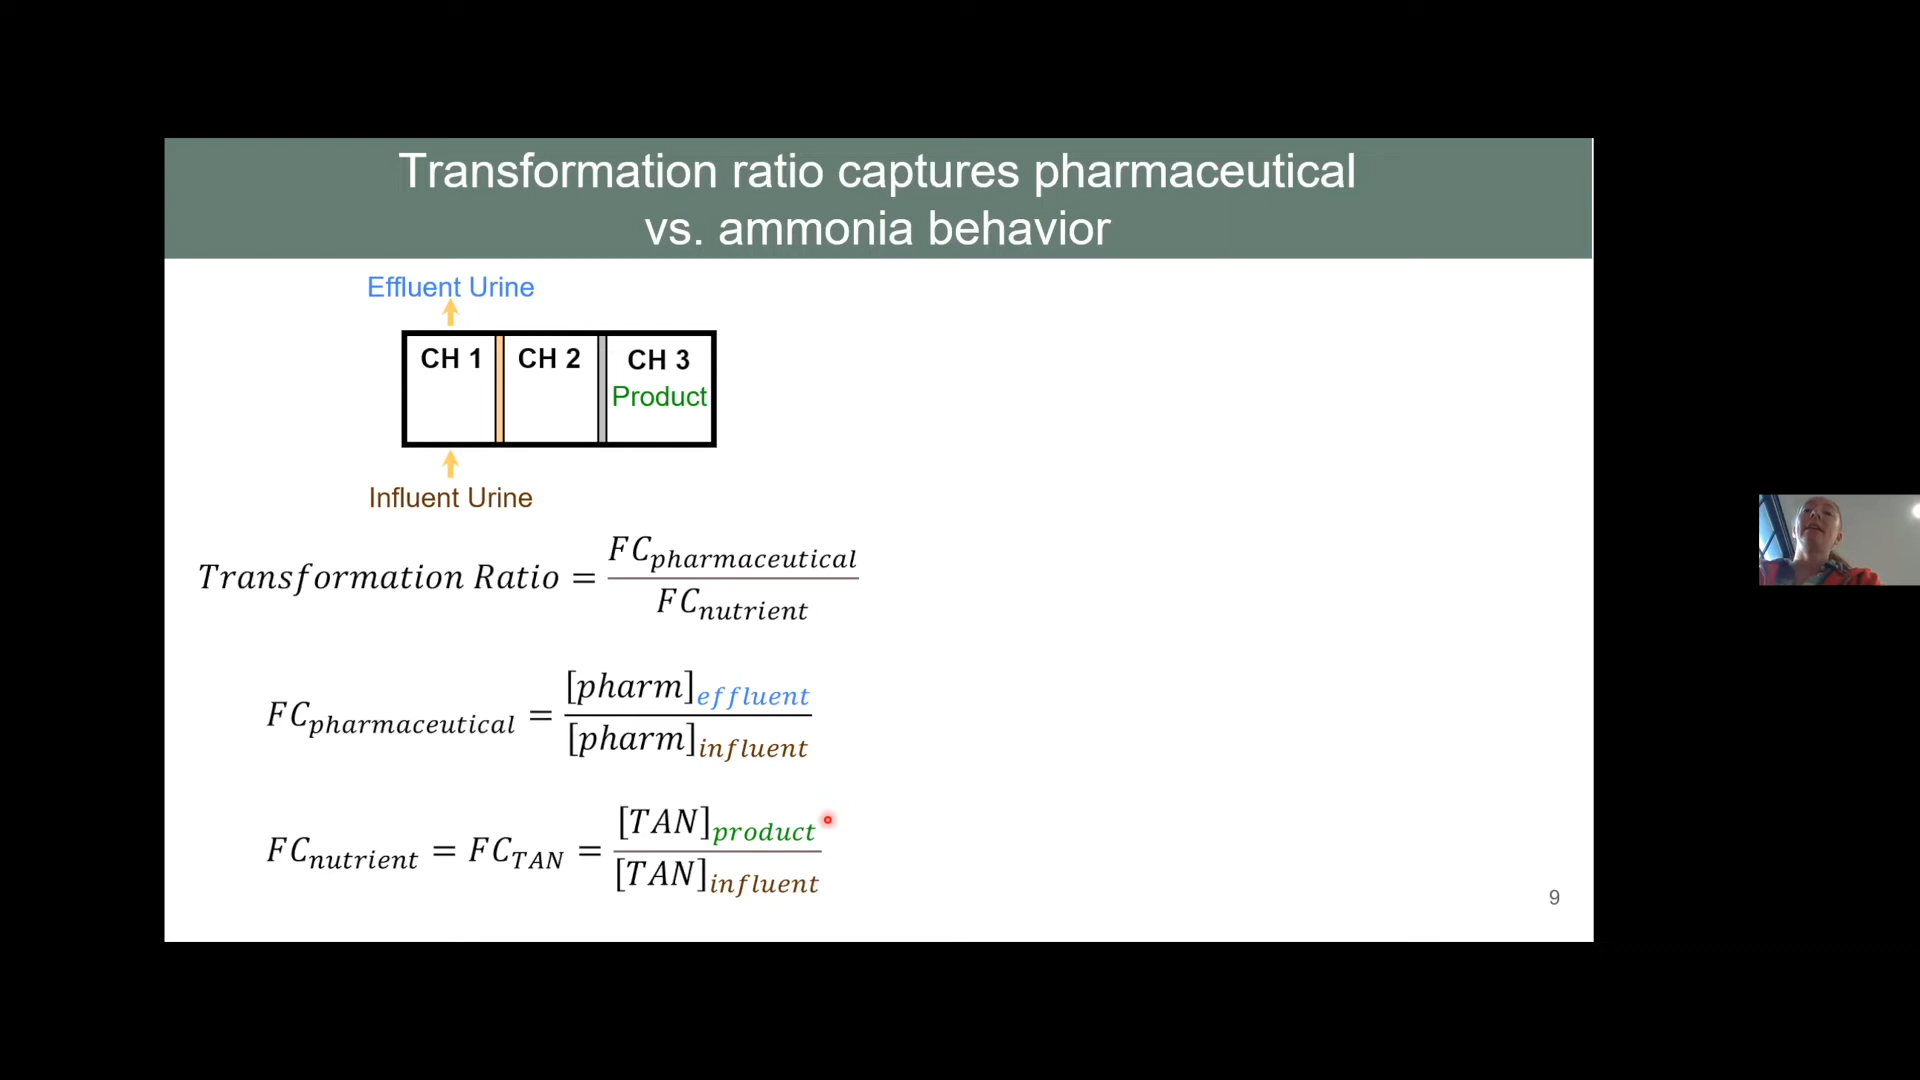 Transformation ratio captures pharmaceutical
vs. ammonia behavior
Effluent Urine
CH 1 CH 2 CH 3
Product
Influent Urine
Transformation Ratio = FC_pharmaceutical / FC_nutrient
FC_pharmaceutical = [pharm]_effluent / [pharm]_influent
FC_nutrient = FC_TAN = [TAN]_product / [TAN]_influent
9